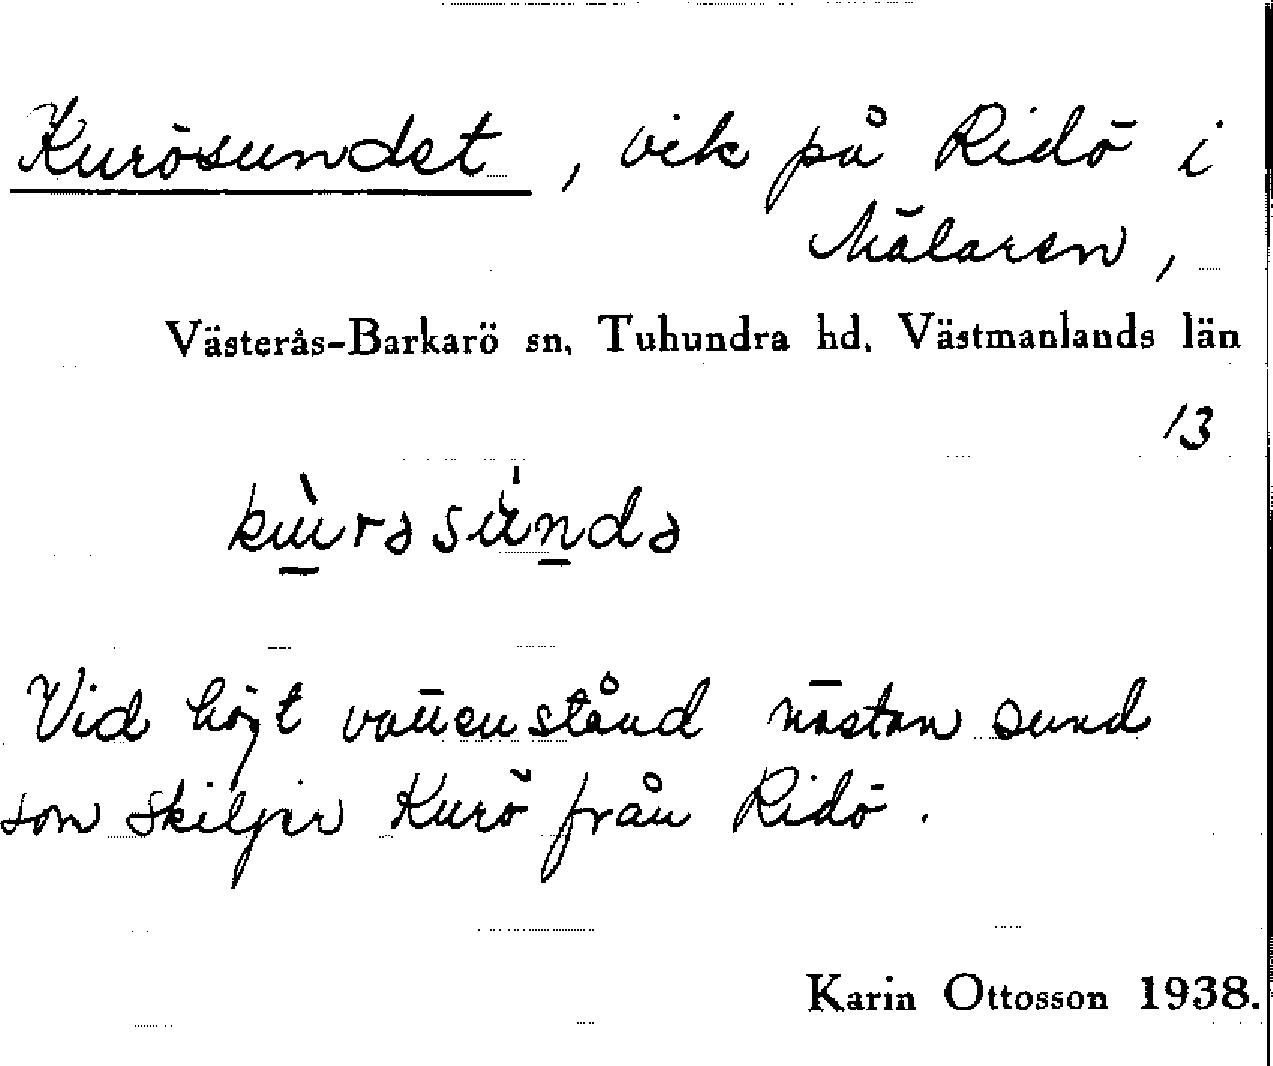 Kurösundet, vik på Ridö i
Mälaren,
Västerås-Barkarö sn, Tuhundra hd. Västmanlands län
13
kùrəsúndə
Vid högt vattenstånd nästan sund
som skiljer Kurö från Ridö.
Karin Ottosson 1938.